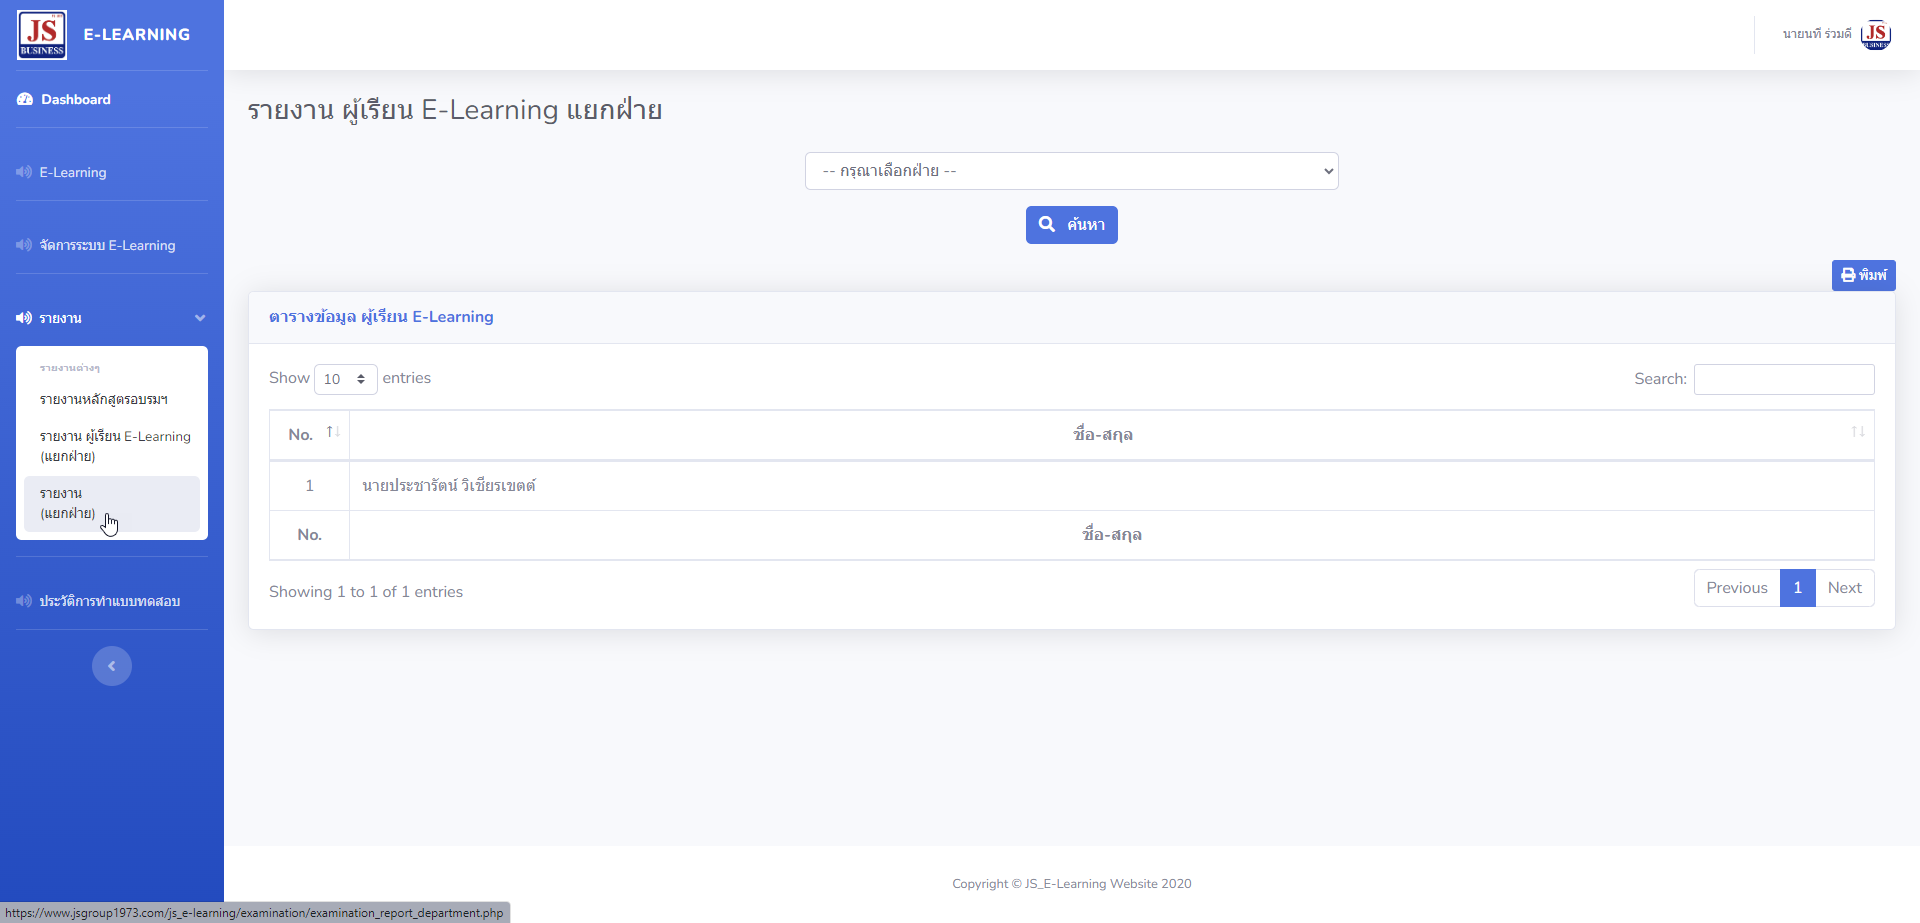 JS
BUSINESS
E-LEARNING
นายนที ร่วมดี
JS
Dashboard
E-Learning
จัดการระบบ E-Learning
รายงาน
รายงานต่างๆ
รายงานหลักสูตรอบรมฯ
รายงาน ผู้เรียน E-Learning
(แยกฝ่าย)
รายงาน
(แยกฝ่าย)
ประวัติการทำแบบทดสอบ
รายงาน ผู้เรียน E-Learning แยกฝ่าย
-- กรุณาเลือกฝ่าย --
ค้นหา
พิมพ์
ตารางข้อมูล ผู้เรียน E-Learning
Show 10 entries
Search:
No. ชื่อ-สกุล
1 นายประชารัตน์ วิเชียรเขตต์
No. ชื่อ-สกุล
Showing 1 to 1 of 1 entries
Previous 1 Next
Copyright © JS_E-Learning Website 2020
https://www.jsgroup1973.com/js_e-learning/examination/examination_report_department.php